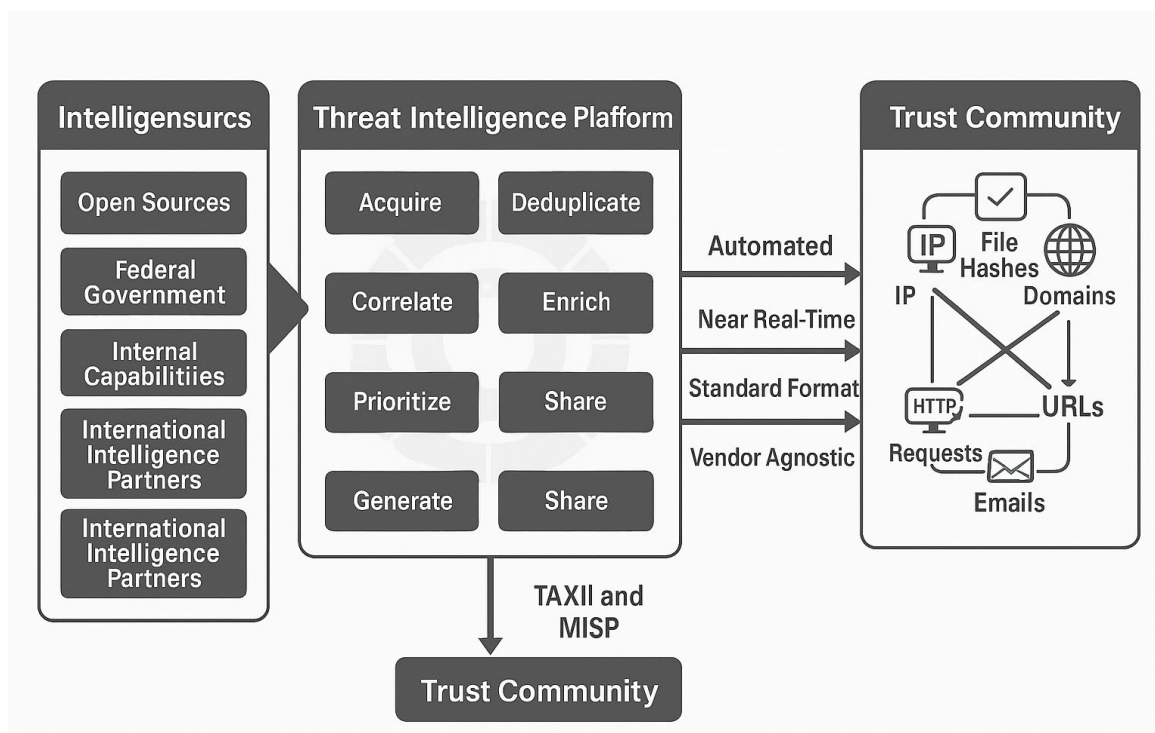 Intelligensurcs
Open Sources
Federal
Government
Internal
Capabilitiies
International
Intelligence
Partners
International
Intelligence
Partners
Threat Intelligence Plafform
Acquire
Deduplicate
Correlate
Enrich
Prioritize
Share
Generate
Share
Automated
Near Real-Time
Standard Format
Vendor Agnostic
Trust Community
IP
File
Hashes
IP
Domains
HTTP
URLs
Requests
Emails
TAXII and
MISP
Trust Community